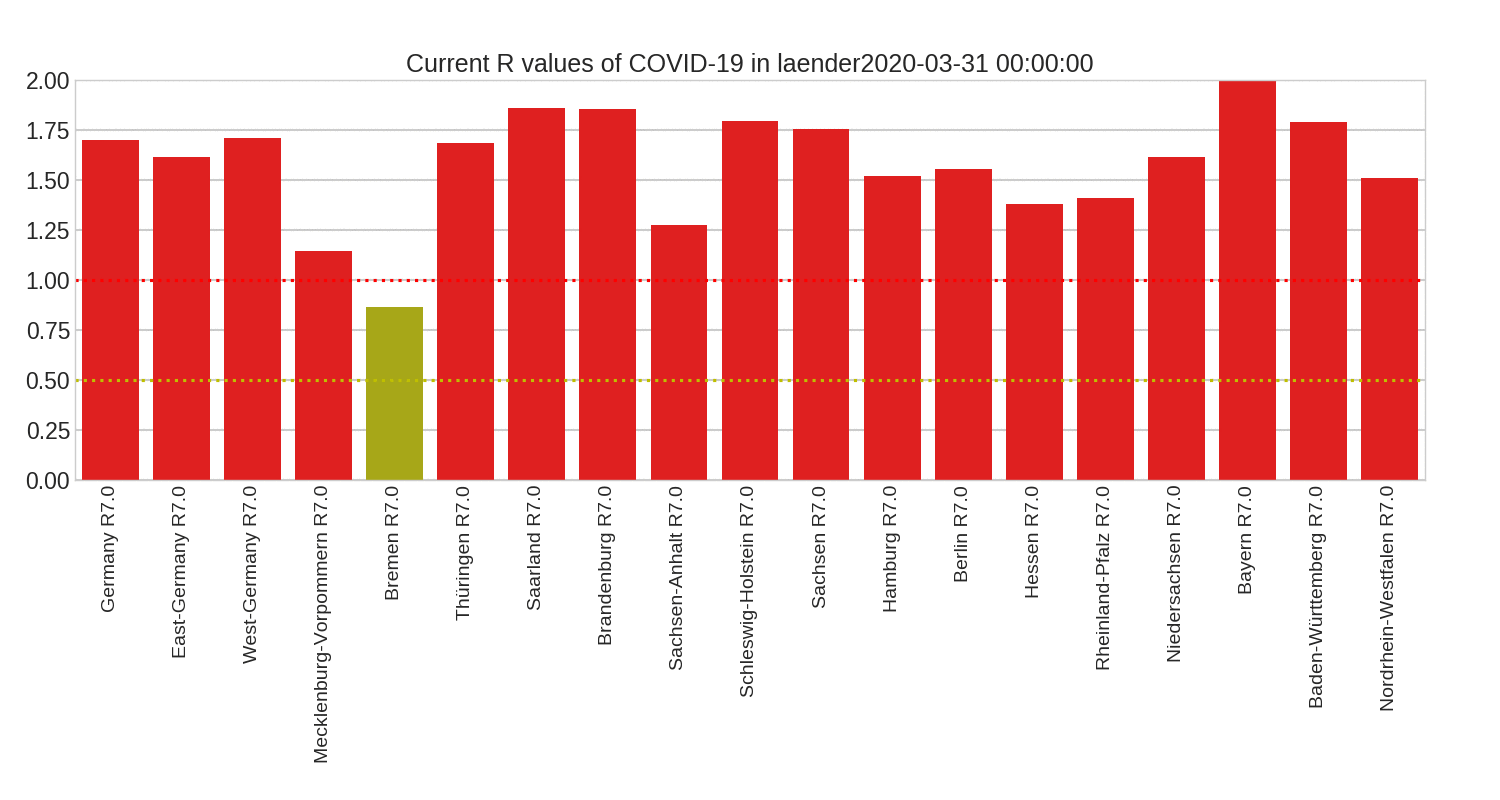 Current R values of COVID-19 in laender2020-03-31 00:00:00
2.00
1.75
1.50
1.25
1.00
0.75
0.50
0.25
0.00
Germany R7.0
East-Germany R7.0
West-Germany R7.0
Mecklenburg-Vorpommern R7.0
Bremen R7.0
Thüringen R7.0
Saarland R7.0
Brandenburg R7.0
Sachsen-Anhalt R7.0
Schleswig-Holstein R7.0
Sachsen R7.0
Hamburg R7.0
Berlin R7.0
Hessen R7.0
Rheinland-Pfalz R7.0
Niedersachsen R7.0
Bayern R7.0
Baden-Württemberg R7.0
Nordrhein-Westfalen R7.0